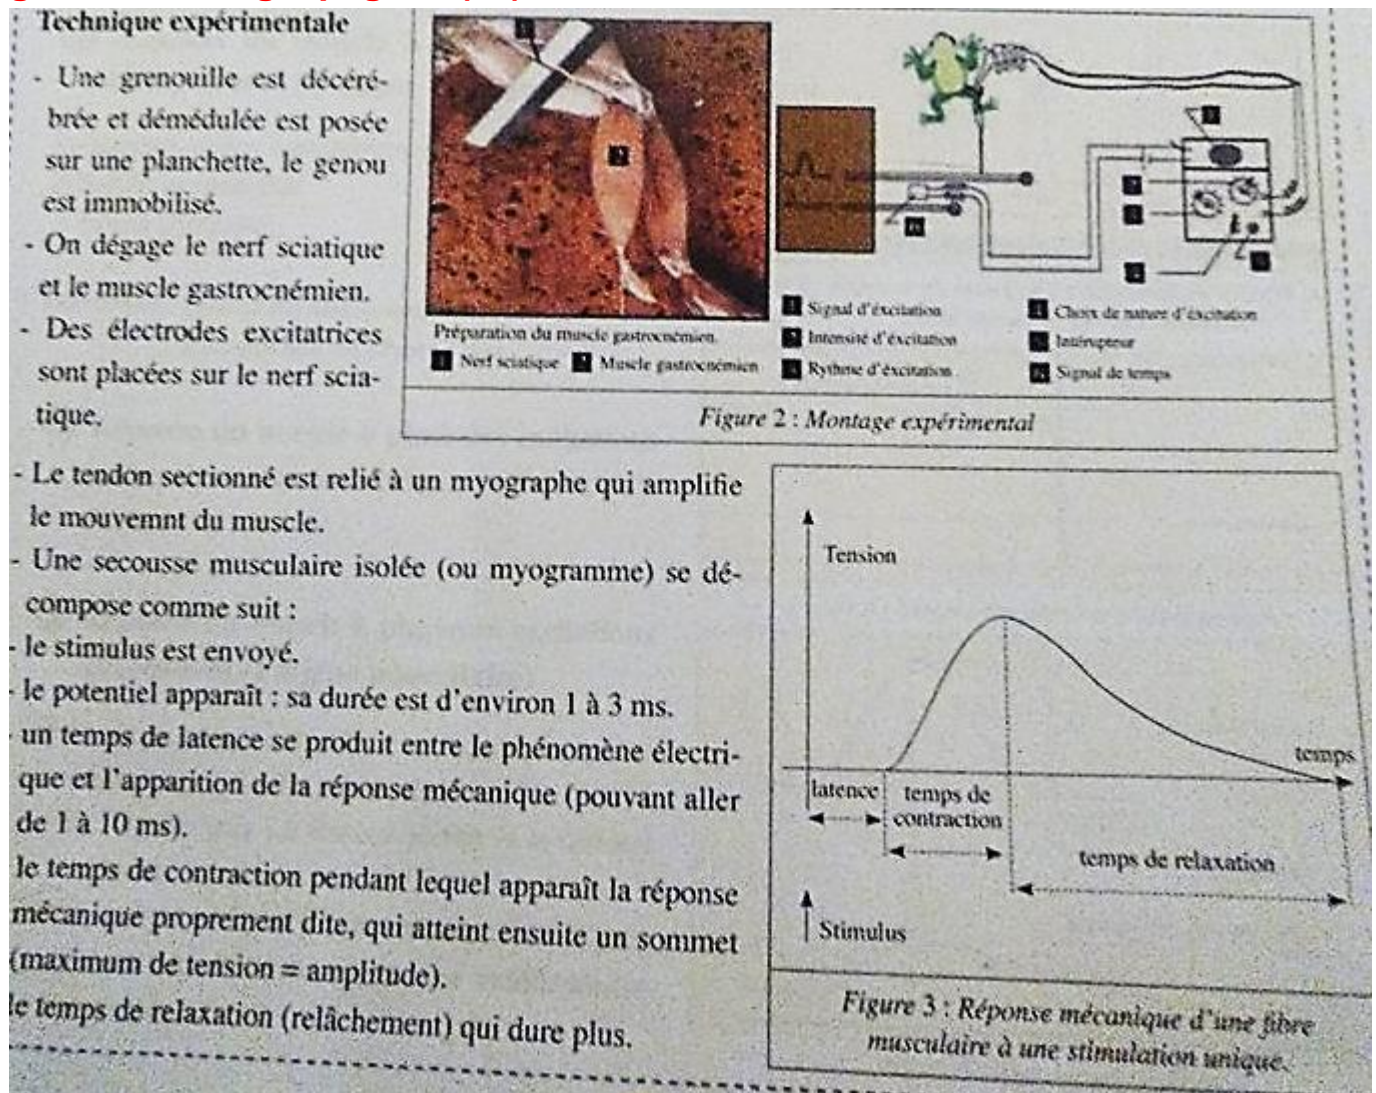 Technique expérimentale
- Une grenouille est décéré-
brée et démédulée est posée
sur une planchette, le genou
est immobilisé.
- On dégage le nerf sciatique
et le muscle gastrocnémien.
- Des électrodes excitatrices
sont placées sur le nerf scia-
tique.
Préparation du muscle gastrocnémien.
1 Nerf sciatique 2 Muscle gastrocnémien
Signal d'éxcitation
Intensité d'éxcitation
Rythme d'éxcitation
Choix de nature d'éxcitation
Intérupteur
Signal de temps
Figure 2 : Montage expérimental
- Le tendon sectionné est relié à un myographe qui amplifie
le mouvemnt du muscle.
- Une secousse musculaire isolée (ou myogramme) se dé-
compose comme suit :
- le stimulus est envoyé.
- le potentiel apparaît : sa durée est d'environ 1 à 3 ms.
un temps de latence se produit entre le phénomène électri-
que et l'apparition de la réponse mécanique (pouvant aller
de 1 à 10 ms).
le temps de contraction pendant lequel apparaît la réponse
mécanique proprement dite, qui atteint ensuite un sommet
(maximum de tension = amplitude).
le temps de relaxation (relâchement) qui dure plus.
Tension
temps
latence
temps de
contraction
temps de relaxation
Stimulus
Figure 3 : Réponse mécanique d'une fibre
musculaire à une stimulation unique.